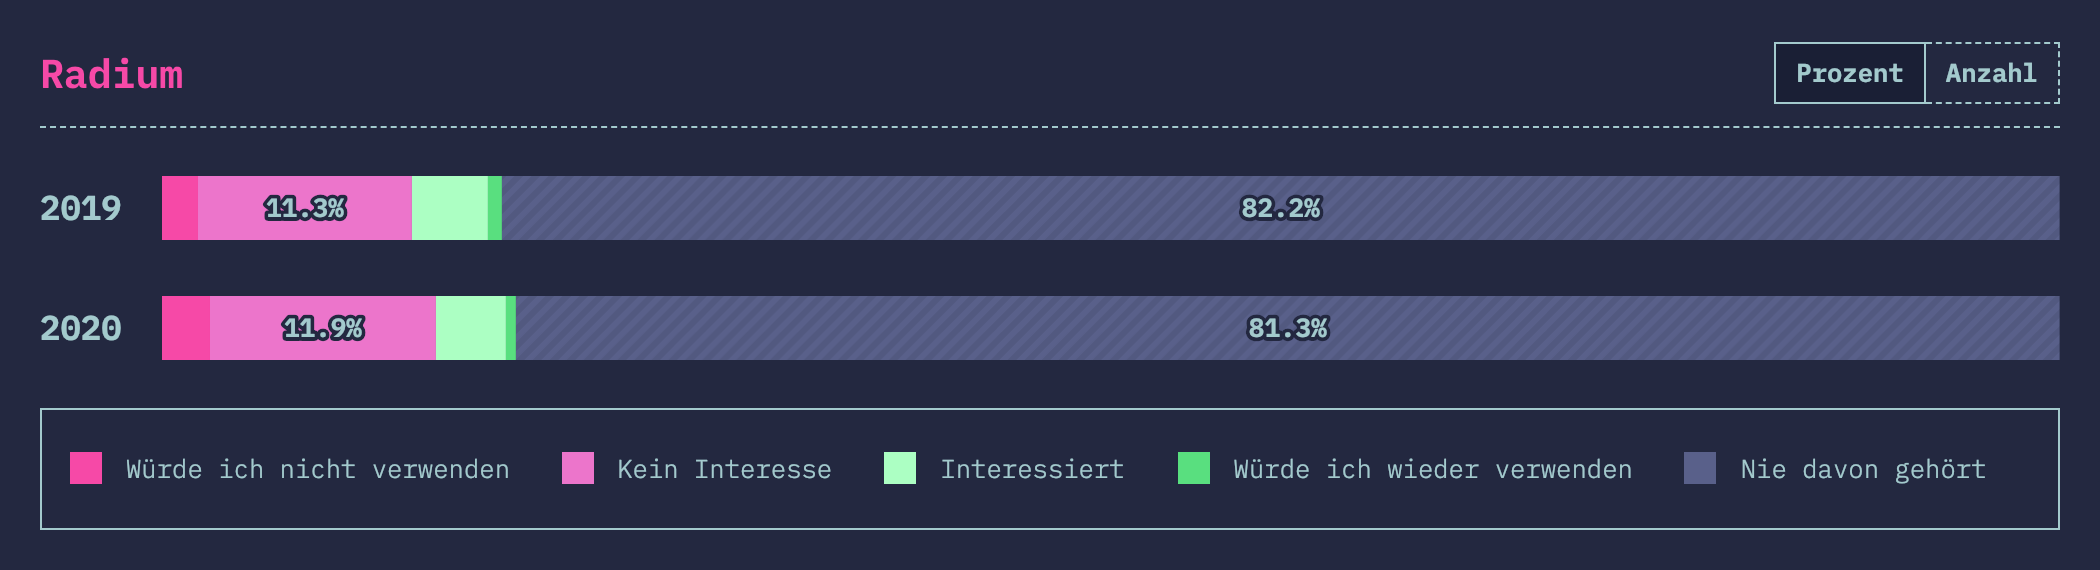 Radium
Prozent Anzahl
2019 11.3% 82.2%
2020 11.9% 81.3%
Würde ich nicht verwenden Kein Interesse Interessiert Würde ich wieder verwenden Nie davon gehört